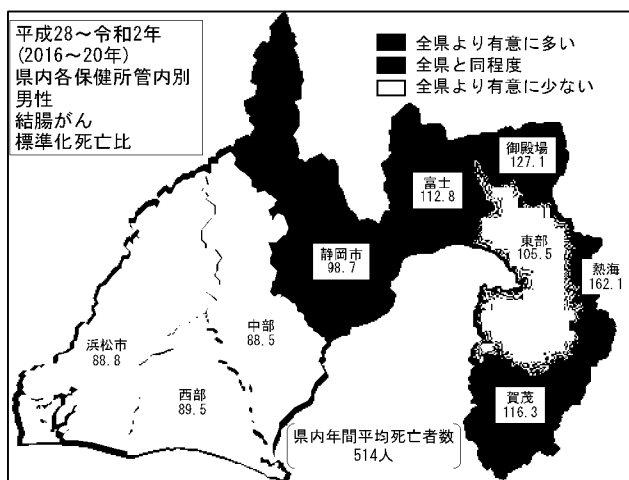 平成28～令和2年
(2016～20年)
県内各保健所管内別
男性
結腸がん
標準化死亡比
全県より有意に多い
全県と同程度
全県より有意に少ない
御殿場
127.1
富士
112.8
東部
105.5
熱海
162.1
静岡市
98.7
中部
88.5
浜松市
88.8
西部
89.5
賀茂
116.3
県内年間平均死亡者数
514人